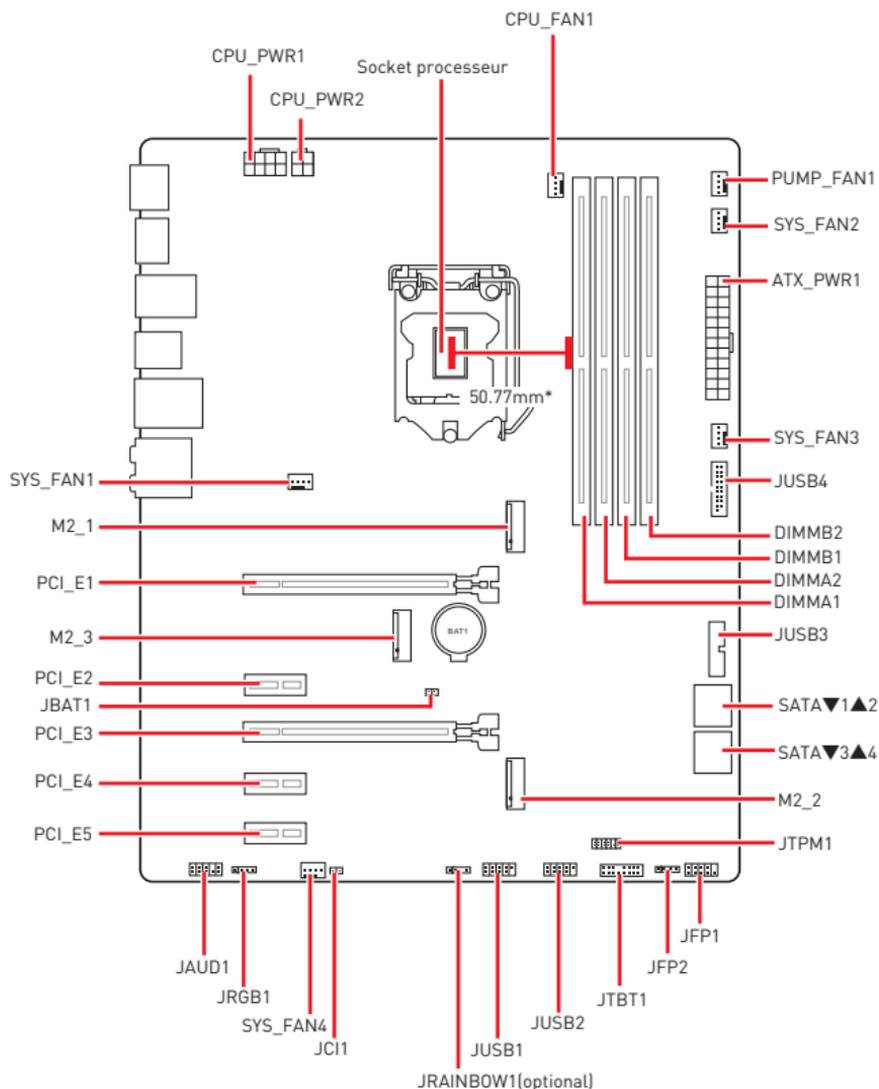 CPU_FAN1
CPU_PWR1
Socket processeur
CPU_PWR2
PUMP_FAN1
SYS_FAN2
ATX_PWR1
50.77mm*
SYS_FAN3
SYS_FAN1
JUSB4
M2_1
DIMMB2
DIMMB1
PCI_E1
DIMMA2
DIMMA1
BAT1
M2_3
JUSB3
PCI_E2
JBAT1
SATA▼1▲2
PCI_E3
SATA▼3▲4
PCI_E4
M2_2
PCI_E5
JTPM1
JFP1
JAUD1
JFP2
JRGB1
JTBT1
SYS_FAN4
JUSB2
JCI1
JUSB1
JRAINBOW1(optional)